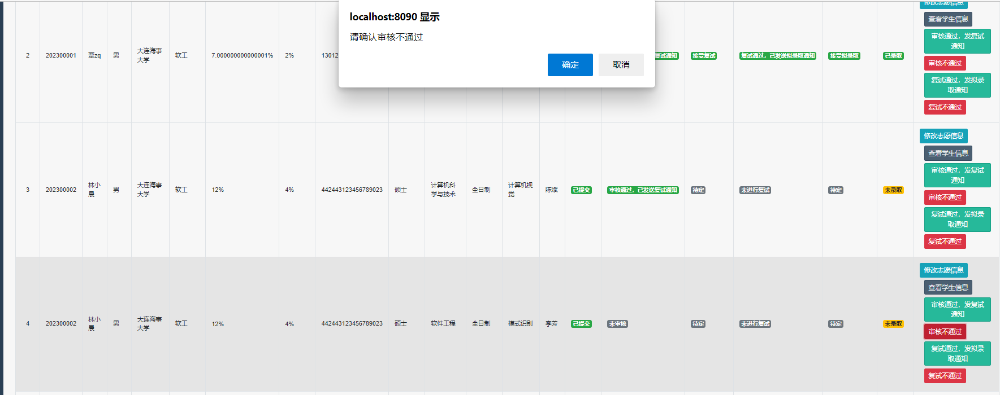 localhost:8090 显示
请确认审核不通过
确定
取消
修改志愿信息
查看学生信息
审核通过，发复试
通知
审核不通过
复试通过，发拟录
取通知
复试不通过
2
202300001
贾zq
男
大连海事
大学
软工
7.000000000000001%
2%
13012
复试通知
接受复试
复试通过，已发送拟录取通知
接受拟录取
已录取
3
202300002
林小
晨
男
大连海事
大学
软工
12%
4%
442443123456789023
硕士
计算机科
学与技术
全日制
计算机视
觉
陈斌
已提交
审核通过，已发送复试通知
待定
未进行复试
待定
未录取
修改志愿信息
查看学生信息
审核通过，发复试
通知
审核不通过
复试通过，发拟录
取通知
复试不通过
4
202300002
林小
晨
男
大连海事
大学
软工
12%
4%
442443123456789023
硕士
软件工程
全日制
模式识别
李芳
已提交
未审核
待定
未进行复试
待定
未录取
修改志愿信息
查看学生信息
审核通过，发复试
通知
审核不通过
复试通过，发拟录
取通知
复试不通过